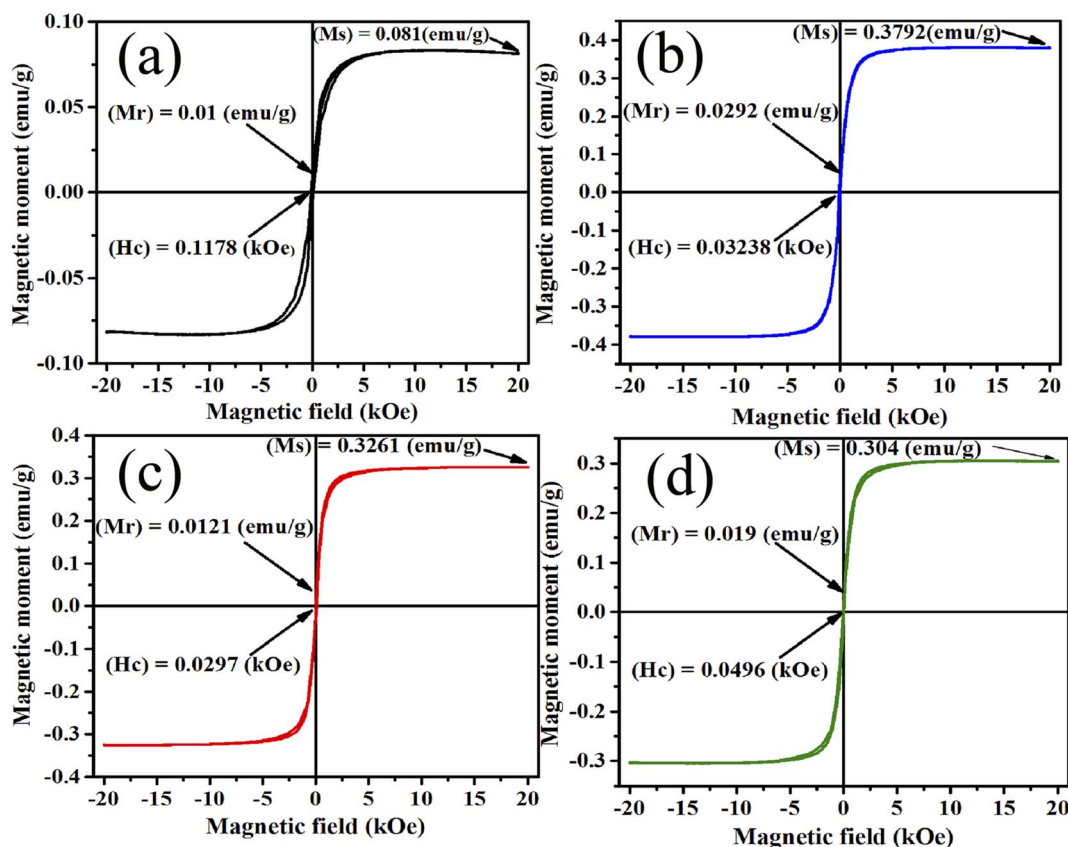 (a)
(Ms) = 0.081(emu/g)
(Mr) = 0.01 (emu/g)
(Hc) = 0.1178 (kOe)
Magnetic moment (emu/g)
0.10
0.05
0.00
-0.05
-0.10
-20 -15 -10 -5 0 5 10 15 20
Magnetic field (kOe)
(b)
(Ms) = 0.3792(emu/g)
(Mr) = 0.0292 (emu/g)
(Hc) = 0.03238 (kOe)
Magnetic moment (emu/g)
0.4
0.3
0.2
0.1
0.0
-0.1
-0.2
-0.3
-0.4
-20 -15 -10 -5 0 5 10 15 20
Magnetic field (kOe)
(c)
(Ms) = 0.3261 (emu/g)
(Mr) = 0.0121 (emu/g)
(Hc) = 0.0297 (kOe)
Magnetic moment (emu/g)
0.4
0.3
0.2
0.1
0.0
-0.1
-0.2
-0.3
-0.4
-20 -15 -10 -5 0 5 10 15 20
Magnetic field (kOe)
(d)
(Ms) = 0.304 (emu/g)
(Mr) = 0.019 (emu/g)
(Hc) = 0.0496 (kOe)
Magnetic moment (emu/g)
0.3
0.2
0.1
0.0
-0.1
-0.2
-0.3
-20 -15 -10 -5 0 5 10 15 20
Magnetic field (kOe)